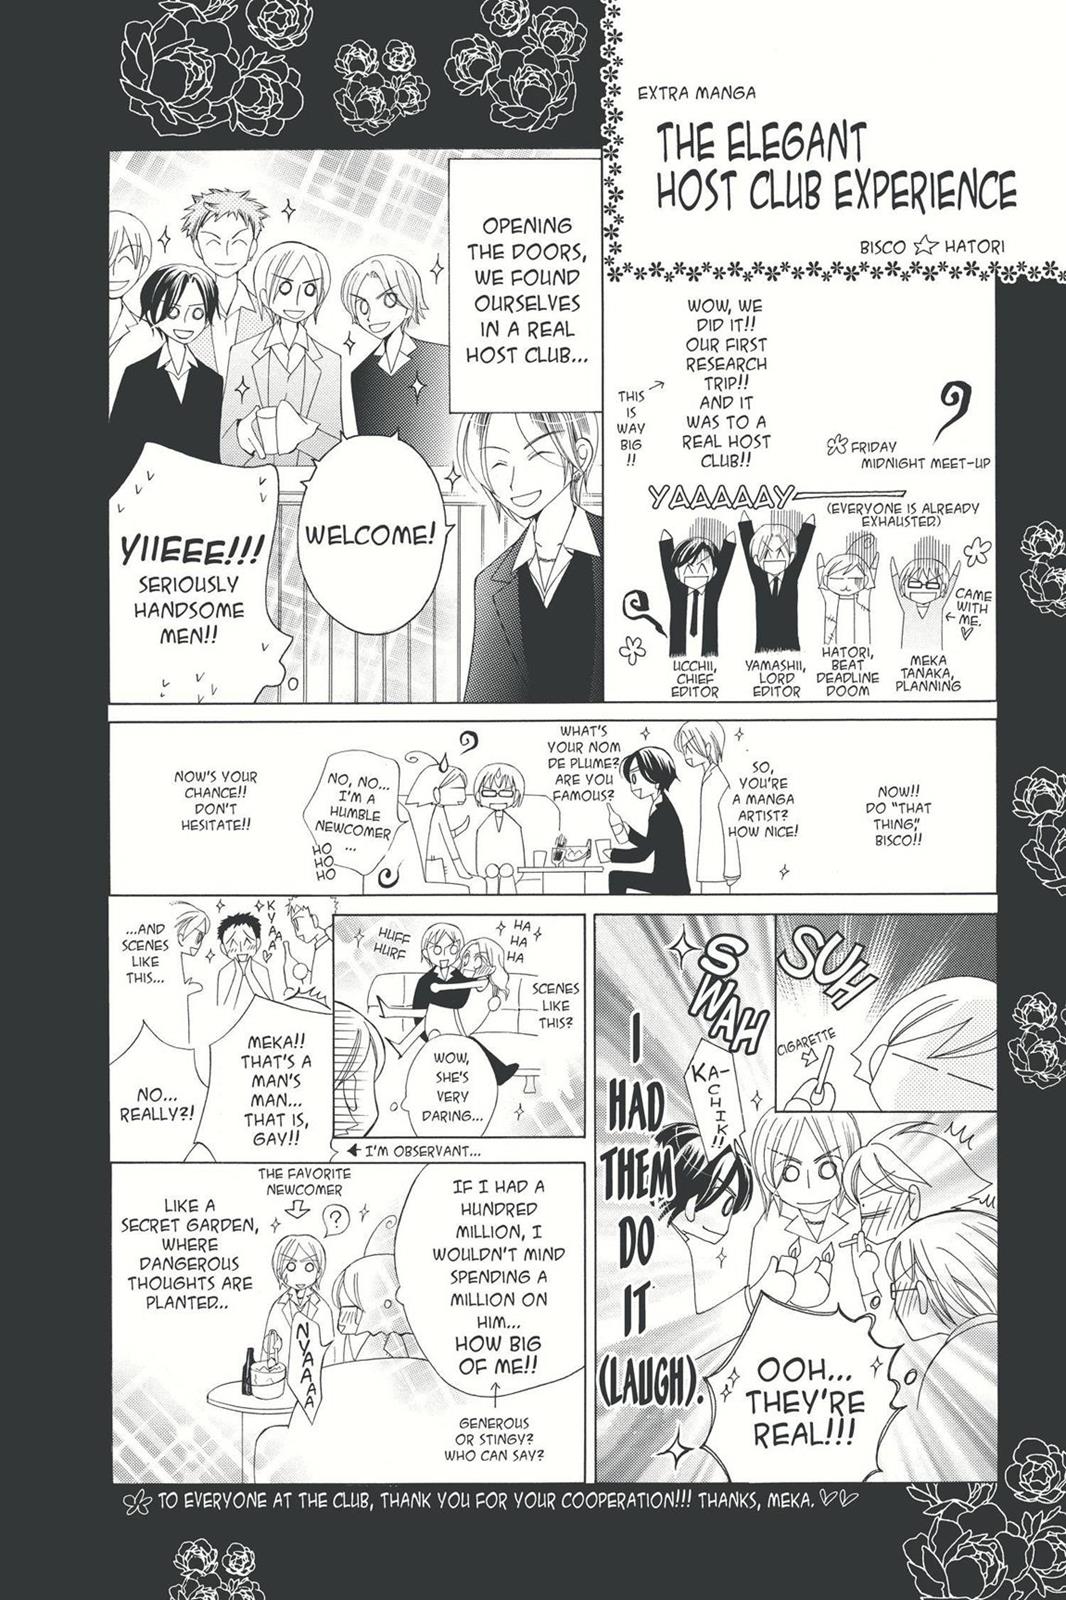 EXTRA MANGA
THE ELEGANT
HOST CLUB EXPERIENCE
BISCO ☆ HATORI
WOW, WE
DID IT!!
OUR FIRST
RESEARCH
TRIP!!
AND IT
WAS TO A
REAL HOST
CLUB!!
THIS
IS
WAY
BIG
!!
FRIDAY
MIDNIGHT MEET-UP
YAAAAAY
(EVERYONE IS ALREADY
EXHAUSTED)
CAME
WITH
ME.
UCCHII,
CHIEF
EDITOR
YAMASHII,
LORD
EDITOR
HATORI,
BEAT
DEADLINE
DOOM
MEKA
TANAKA,
PLANNING
OPENING
THE DOORS,
WE FOUND
OURSELVES
IN A REAL
HOST CLUB...
WELCOME!
YIIEEE!!!
SERIOUSLY
HANDSOME
MEN!!
NOW!!
DO "THAT
THING,"
BISCO!!
SO,
YOU'RE
A MANGA
ARTIST?
HOW NICE!
WHAT'S
YOUR NOM
DE PLUME?
ARE YOU
FAMOUS?
NO, NO...
I'M A
HUMBLE
NEWCOMER
...
HO
HO
HO
NOW'S YOUR
CHANCE!!
DON'T
HESITATE!!
SUH
CIGARETTE
SWAH
KA-
CHIK!!
I
HAD
THEM
DO
IT
(LAUGH).
OOH...
THEY'RE
REAL!!!
HUFF
HURF
HA
HA
HA
SCENES
LIKE
THIS?
WOW,
SHE'S
VERY
DARING...
I'M OBSERVANT...
KYAAA
...AND
SCENES
LIKE
THIS...
MEKA!!
THAT'S A
MAN'S
MAN...
THAT IS,
GAY!!
NO...
REALLY?!
IF I HAD A
HUNDRED
MILLION, I
WOULDN'T MIND
SPENDING A
MILLION ON
HIM...
HOW BIG
OF ME!!
GENEROUS
OR STINGY?
WHO CAN SAY?
THE FAVORITE
NEWCOMER
?
NYAAAA
LIKE A
SECRET GARDEN,
WHERE
DANGEROUS
THOUGHTS ARE
PLANTED...
TO EVERYONE AT THE CLUB, THANK YOU FOR YOUR COOPERATION!!! THANKS, MEKA.